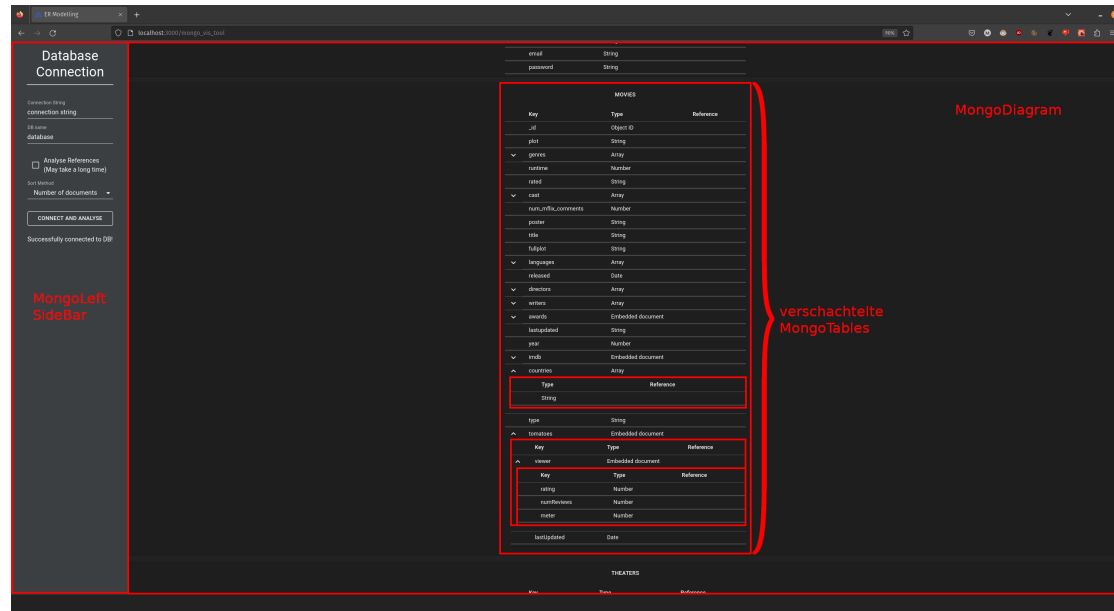 ER Modelling
localhost:3000/mongo_vis_tool
90%
Database
Connection
Connection String
connection string
DB name
database
Analyse References
(May take a long time)
Sort Method
Number of documents
CONNECT AND ANALYSE
Successfully connected to DB!
MongoLeft
SideBar
email String
password String
MOVIES
Key Type Reference
_id Object ID
plot String
genres Array
runtime Number
rated String
cast Array
num_mflix_comments Number
poster String
title String
fullplot String
languages Array
released Date
directors Array
writers Array
awards Embedded document
lastupdated String
year Number
imdb Embedded document
countries Array
Type Reference
String
type String
tomatoes Embedded document
Key Type Reference
viewer Embedded document
Key Type Reference
rating Number
numReviews Number
meter Number
lastUpdated Date
THEATERS
Key Type Reference
MongoDiagram
verschachtelte
MongoTables